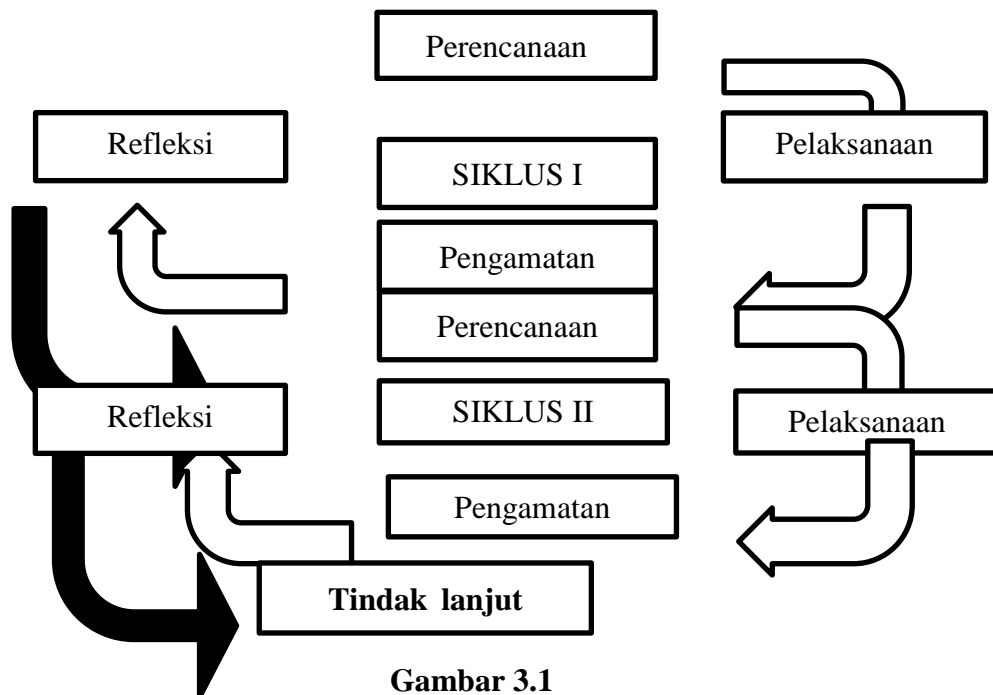 Perencanaan
Refleksi
Pelaksanaan
SIKLUS I
Pengamatan
Perencanaan
Refleksi
SIKLUS II
Pelaksanaan
Pengamatan
Tindak lanjut
Gambar 3.1